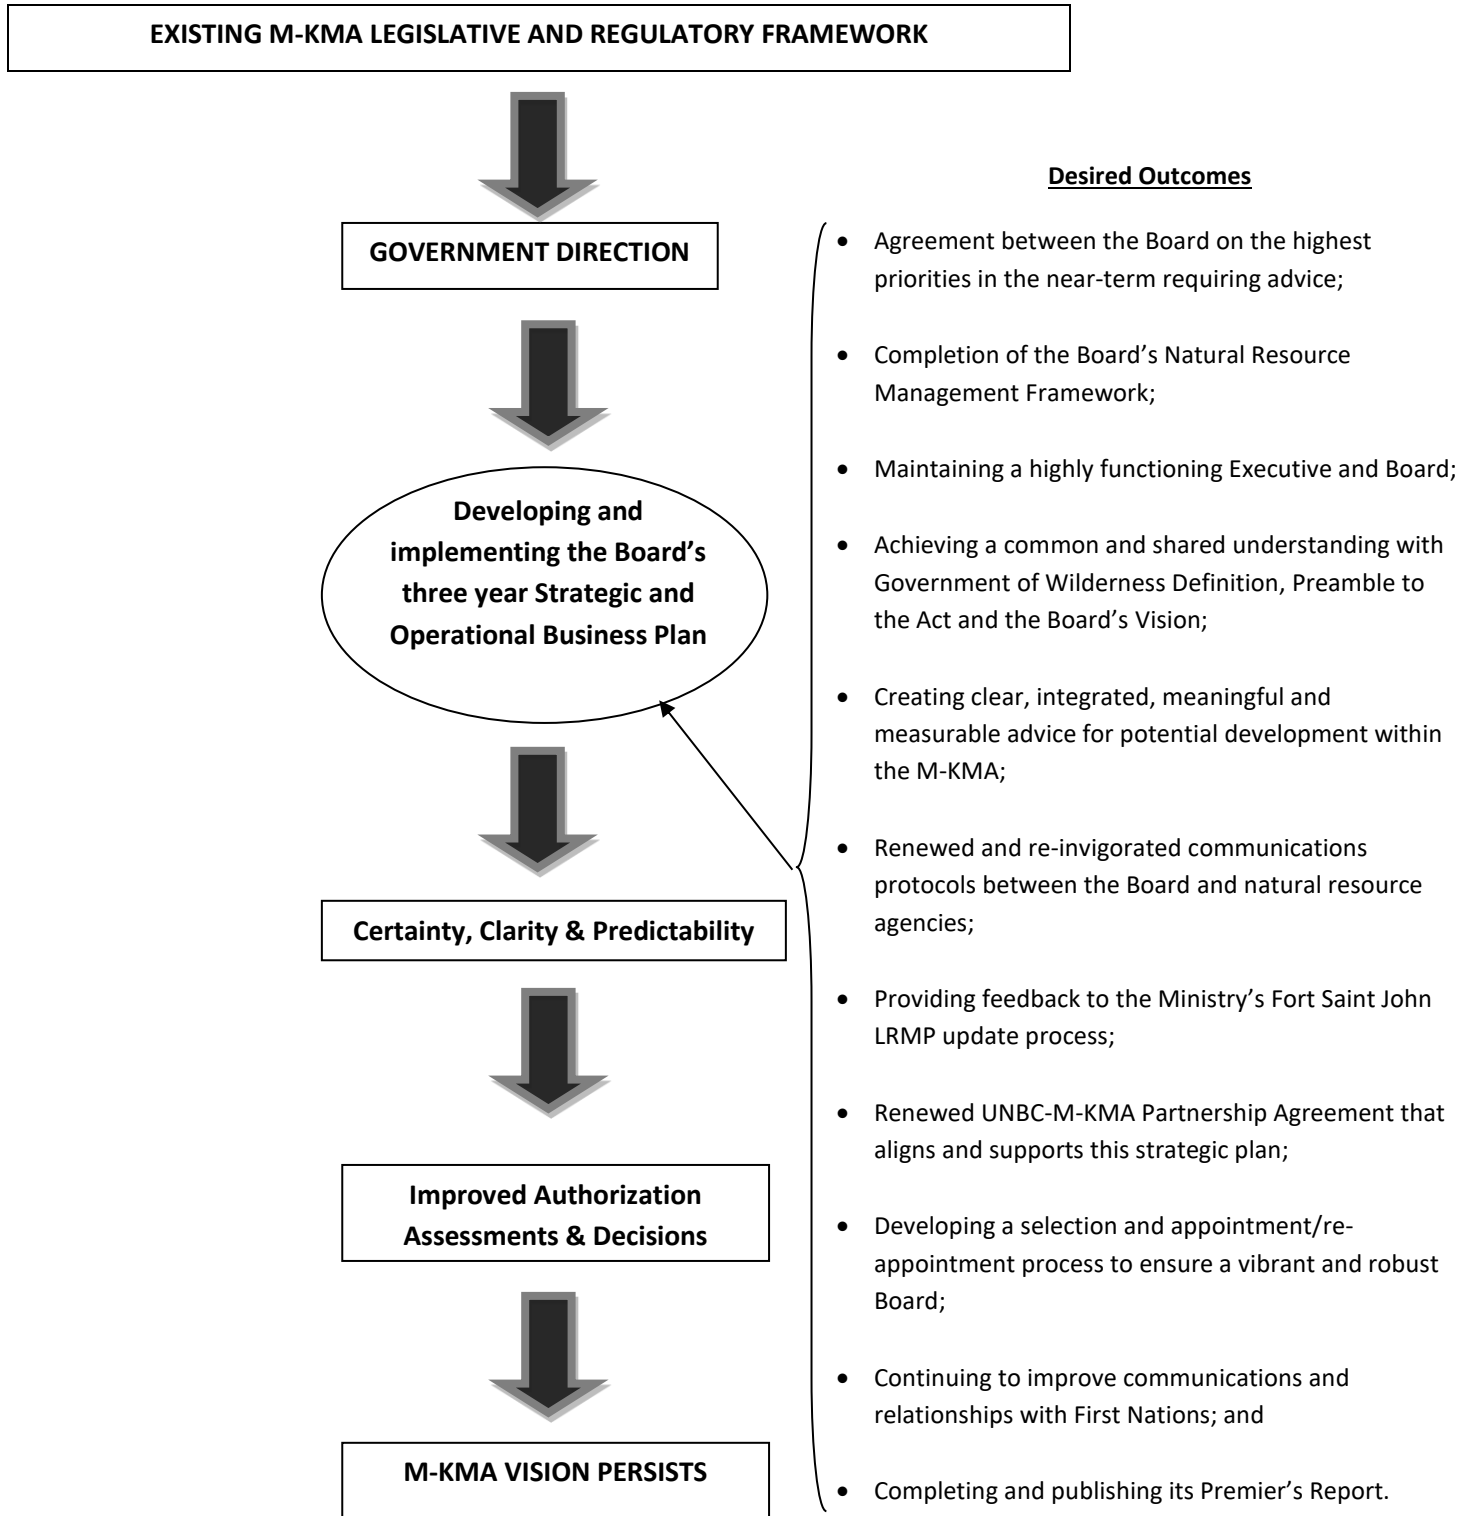 EXISTING M-KMA LEGISLATIVE AND REGULATORY FRAMEWORK
GOVERNMENT DIRECTION
Developing and
implementing the Board’s
three year Strategic and
Operational Business Plan
Certainty, Clarity & Predictability
Improved Authorization
Assessments & Decisions
M-KMA VISION PERSISTS
Desired Outcomes
• Agreement between the Board on the highest
priorities in the near-term requiring advice;
• Completion of the Board’s Natural Resource
Management Framework;
• Maintaining a highly functioning Executive and Board;
• Achieving a common and shared understanding with
Government of Wilderness Definition, Preamble to
the Act and the Board’s Vision;
• Creating clear, integrated, meaningful and
measurable advice for potential development within
the M-KMA;
• Renewed and re-invigorated communications
protocols between the Board and natural resource
agencies;
• Providing feedback to the Ministry’s Fort Saint John
LRMP update process;
• Renewed UNBC-M-KMA Partnership Agreement that
aligns and supports this strategic plan;
• Developing a selection and appointment/re-
appointment process to ensure a vibrant and robust
Board;
• Continuing to improve communications and
relationships with First Nations; and
• Completing and publishing its Premier’s Report.